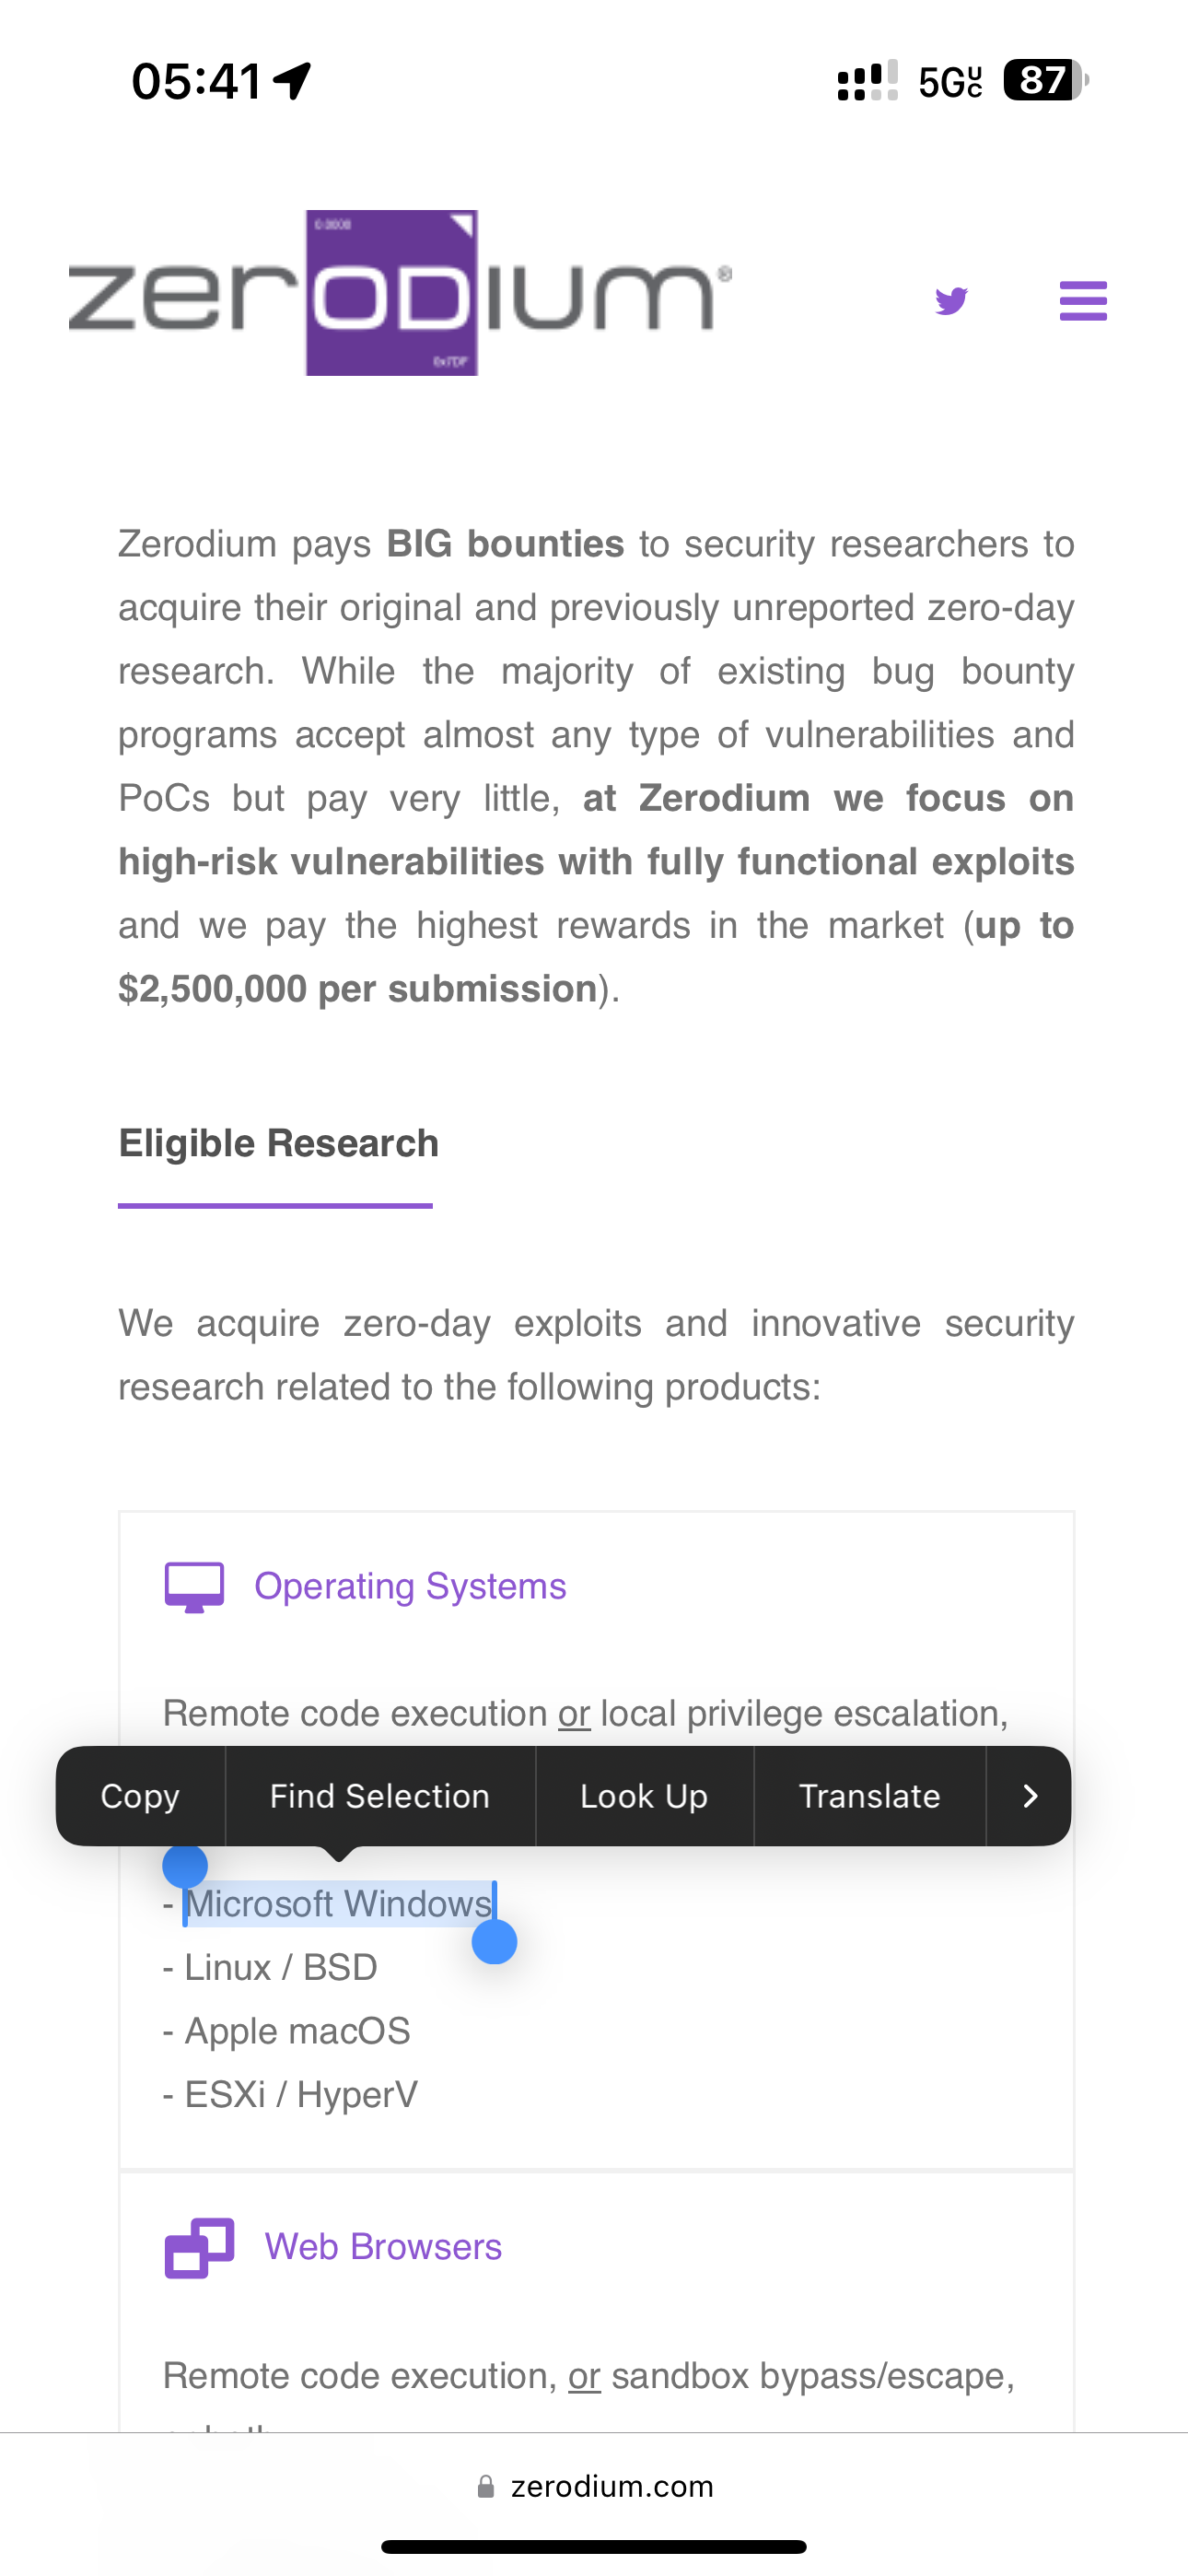 05:41
5G UC 87
zerodium®
Zerodium pays BIG bounties to security researchers to
acquire their original and previously unreported zero-day
research. While the majority of existing bug bounty
programs accept almost any type of vulnerabilities and
PoCs but pay very little, at Zerodium we focus on
high-risk vulnerabilities with fully functional exploits
and we pay the highest rewards in the market (up to
$2,500,000 per submission).
Eligible Research
We acquire zero-day exploits and innovative security
research related to the following products:
Operating Systems
Remote code execution or local privilege escalation,
Copy Find Selection Look Up Translate
- Microsoft Windows
- Linux / BSD
- Apple macOS
- ESXi / HyperV
Web Browsers
Remote code execution, or sandbox bypass/escape,
zerodium.com